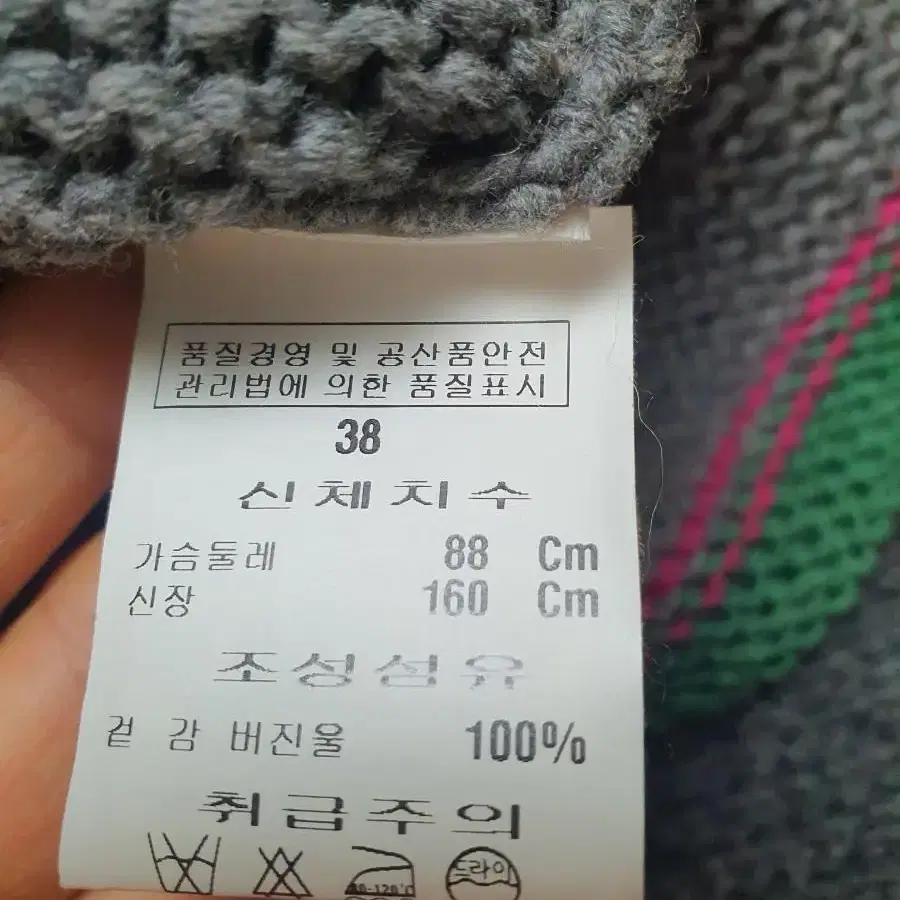 품질경영 및 공산품안전
관리법에 의한 품질표시
38
신체치수
가슴둘레 88 Cm
신장 160 Cm
조성섬유
겉 감 버진울 100%
취급주의
드라이